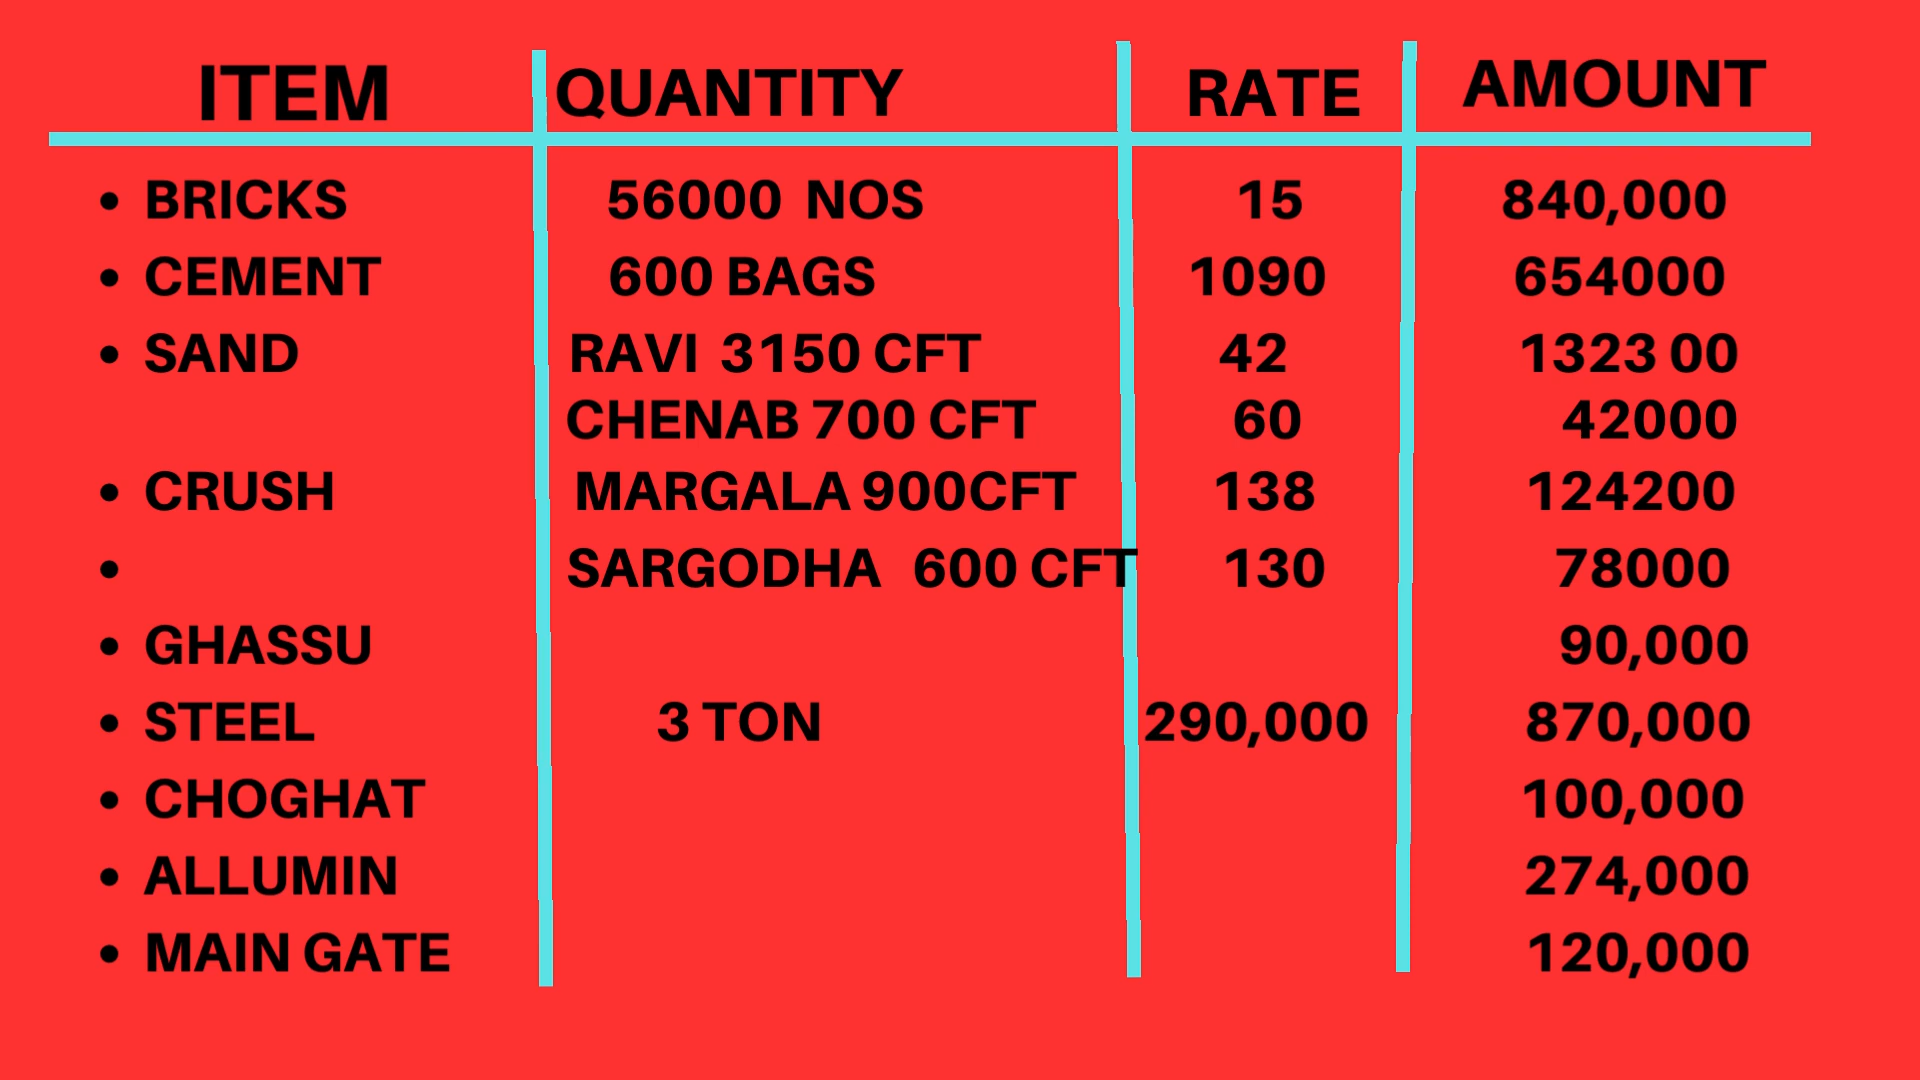 ITEM QUANTITY RATE AMOUNT
• BRICKS 56000 NOS 15 840,000
• CEMENT 600 BAGS 1090 654000
• SAND RAVI 3150 CFT 42 1323 00
CHENAB 700 CFT 60 42000
• CRUSH MARGALA 900CFT 138 124200
• SARGODHA 600 CFT 130 78000
• GHASSU 90,000
• STEEL 3 TON 290,000 870,000
• CHOGHAT 100,000
• ALLUMIN 274,000
• MAIN GATE 120,000